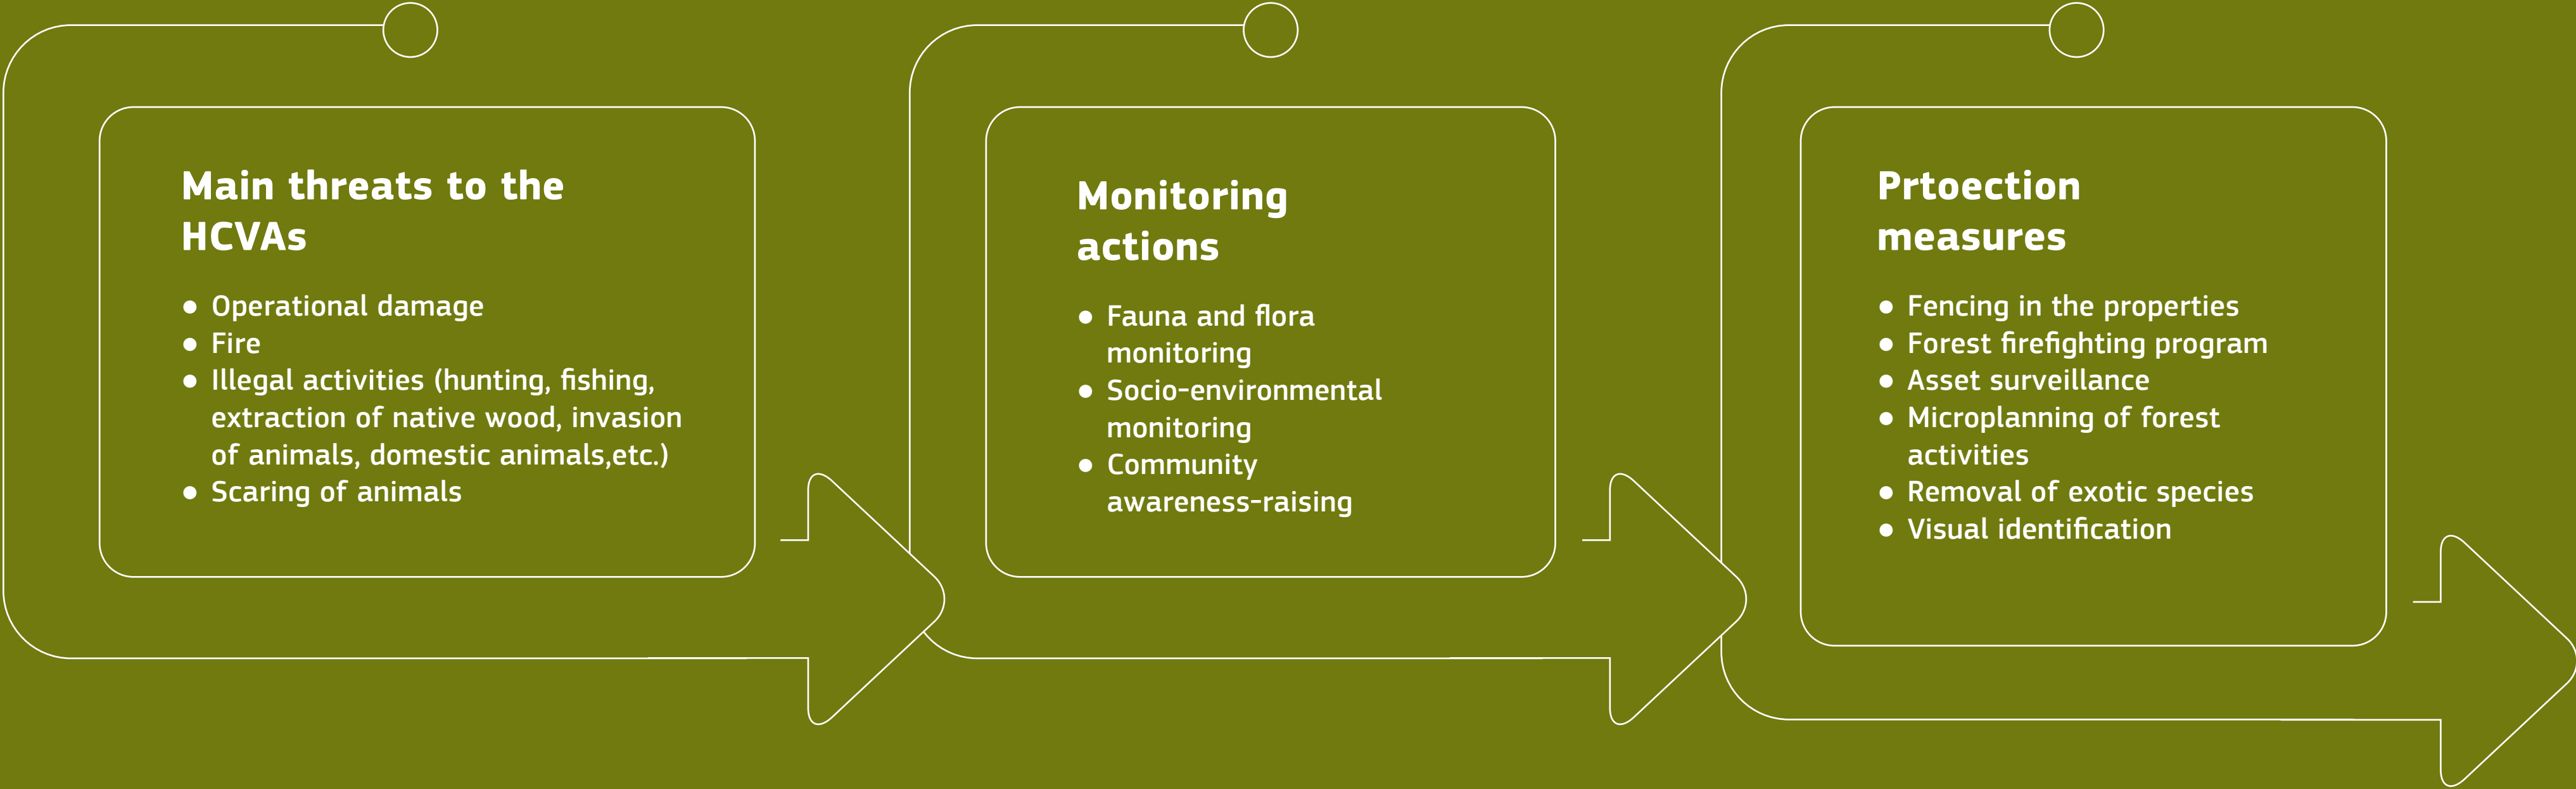 Main threats to the
HCVAs
● Operational damage
● Fire
● Illegal activities (hunting, fishing,
extraction of native wood, invasion
of animals, domestic animals,etc.)
● Scaring of animals
Monitoring
actions
● Fauna and flora
monitoring
● Socio-environmental
monitoring
● Community
awareness-raising
Prtoection
measures
● Fencing in the properties
● Forest firefighting program
● Asset surveillance
● Microplanning of forest
activities
● Removal of exotic species
● Visual identification